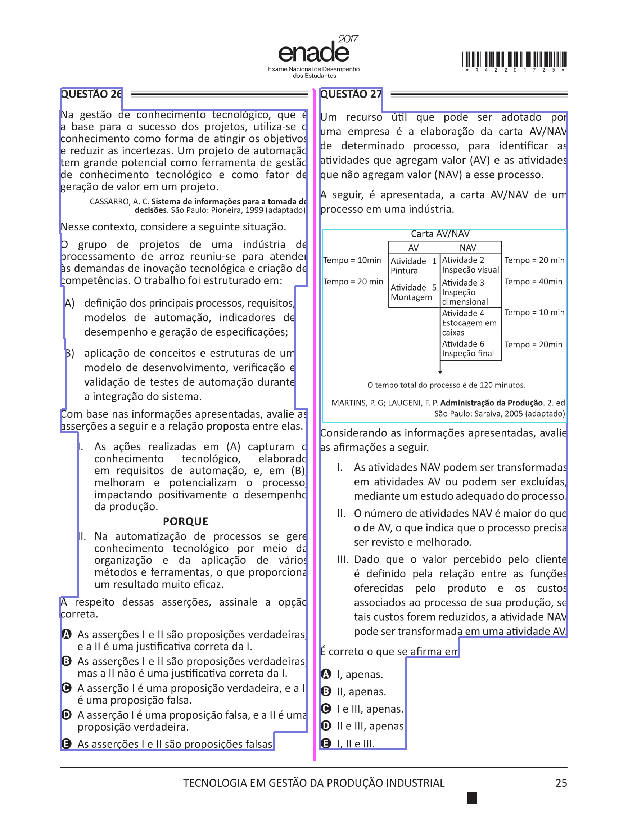 enade 2017
Exame Nacional de Desempenho
dos Estudantes
*R4220172 5*
QUESTÃO 26
Na gestão de conhecimento tecnológico, que é
a base para o sucesso dos projetos, utiliza-se o
conhecimento como forma de atingir os objetivos
e reduzir as incertezas. Um projeto de automação
tem grande potencial como ferramenta de gestão
de conhecimento tecnológico e como fator de
geração de valor em um projeto.
CASSARRO, A. C. Sistema de informações para a tomada de
decisões. São Paulo: Pioneira, 1999 (adaptado).
Nesse contexto, considere a seguinte situação.
O grupo de projetos de uma indústria de
processamento de arroz reuniu-se para atender
às demandas de inovação tecnológica e criação de
competências. O trabalho foi estruturado em:
A) definição dos principais processos, requisitos,
modelos de automação, indicadores de
desempenho e geração de especificações;
B) aplicação de conceitos e estruturas de um
modelo de desenvolvimento, verificação e
validação de testes de automação durante
a integração do sistema.
Com base nas informações apresentadas, avalie as
asserções a seguir e a relação proposta entre elas.
I. As ações realizadas em (A) capturam o
conhecimento tecnológico, elaborado
em requisitos de automação, e, em (B),
melhoram e potencializam o processo,
impactando positivamente o desempenho
da produção.
PORQUE
II. Na automatização de processos se gere
conhecimento tecnológico por meio da
organização e da aplicação de vários
métodos e ferramentas, o que proporciona
um resultado muito eficaz.
A respeito dessas asserções, assinale a opção
correta.
A As asserções I e II são proposições verdadeiras,
e a II é uma justificativa correta da I.
B As asserções I e II são proposições verdadeiras,
mas a II não é uma justificativa correta da I.
C A asserção I é uma proposição verdadeira, e a II
é uma proposição falsa.
D A asserção I é uma proposição falsa, e a II é uma
proposição verdadeira.
E As asserções I e II são proposições falsas.
QUESTÃO 27
Um recurso útil que pode ser adotado por
uma empresa é a elaboração da carta AV/NAV
de determinado processo, para identificar as
atividades que agregam valor (AV) e as atividades
que não agregam valor (NAV) a esse processo.
A seguir, é apresentada, a carta AV/NAV de um
processo em uma indústria.
Carta AV/NAV
AV NAV
Tempo = 10min Atividade 1 Pintura Atividade 2 Inspeção visual Tempo = 20 min
Tempo = 20 min Atividade 5 Montagem Atividade 3 Inspeção dimensional Tempo = 40min
Atividade 4 Estocagem em caixas Tempo = 10 min
Atividade 6 Inspeção final Tempo = 20min
O tempo total do processo é de 120 minutos.
MARTINS, P. G; LAUGENI, F. P. Administração da Produção. 2. ed.
São Paulo: Saraiva, 2005 (adaptado).
Considerando as informações apresentadas, avalie
as afirmações a seguir.
I. As atividades NAV podem ser transformadas
em atividades AV ou podem ser excluídas,
mediante um estudo adequado do processo.
II. O número de atividades NAV é maior do que
o de AV, o que indica que o processo precisa
ser revisto e melhorado.
III. Dado que o valor percebido pelo cliente
é definido pela relação entre as funções
oferecidas pelo produto e os custos
associados ao processo de sua produção, se
tais custos forem reduzidos, a atividade NAV
pode ser transformada em uma atividade AV.
É correto o que se afirma em
A I, apenas.
B II, apenas.
C I e III, apenas.
D II e III, apenas.
E I, II e III.
TECNOLOGIA EM GESTÃO DA PRODUÇÃO INDUSTRIAL
25